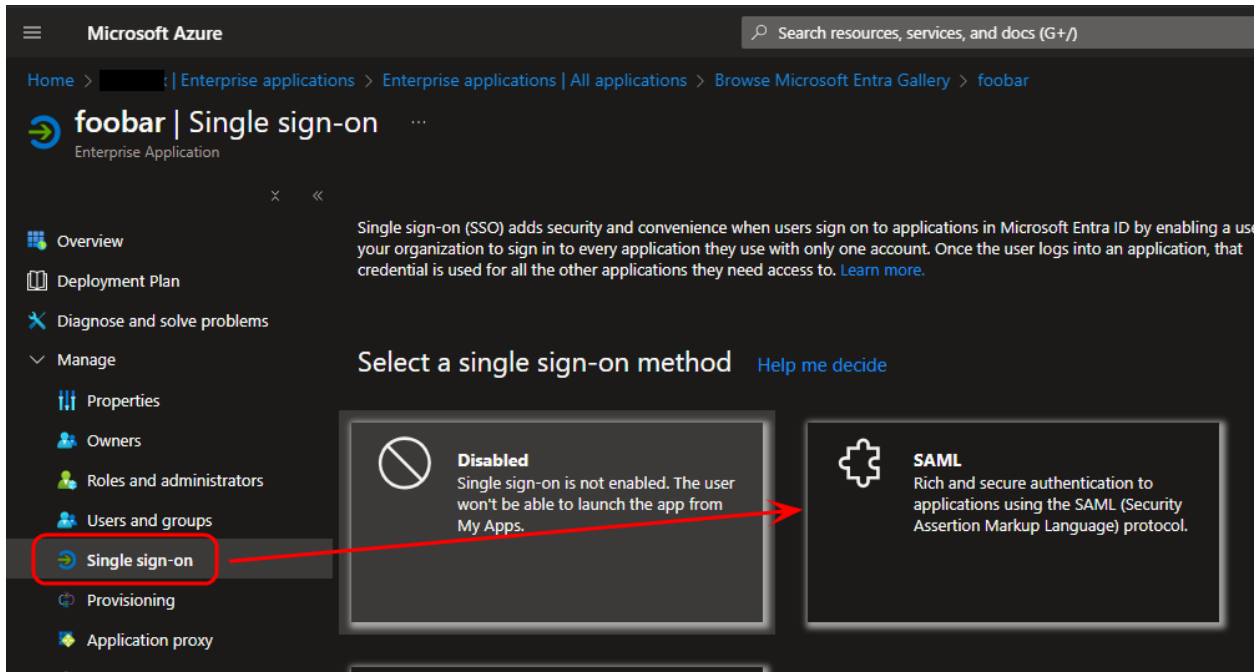 Microsoft Azure
Search resources, services, and docs (G+/)
Home > | Enterprise applications > Enterprise applications | All applications > Browse Microsoft Entra Gallery > foobar
foobar | Single sign-on ...
Enterprise Application
Overview
Deployment Plan
Diagnose and solve problems
Manage
Properties
Owners
Roles and administrators
Users and groups
Single sign-on
Provisioning
Application proxy
Single sign-on (SSO) adds security and convenience when users sign on to applications in Microsoft Entra ID by enabling a
your organization to sign in to every application they use with only one account. Once the user logs into an application, that
credential is used for all the other applications they need access to. Learn more.
Select a single sign-on method Help me decide
Disabled
Single sign-on is not enabled. The user
won't be able to launch the app from
My Apps.
SAML
Rich and secure authentication to
applications using the SAML (Security
Assertion Markup Language) protocol.